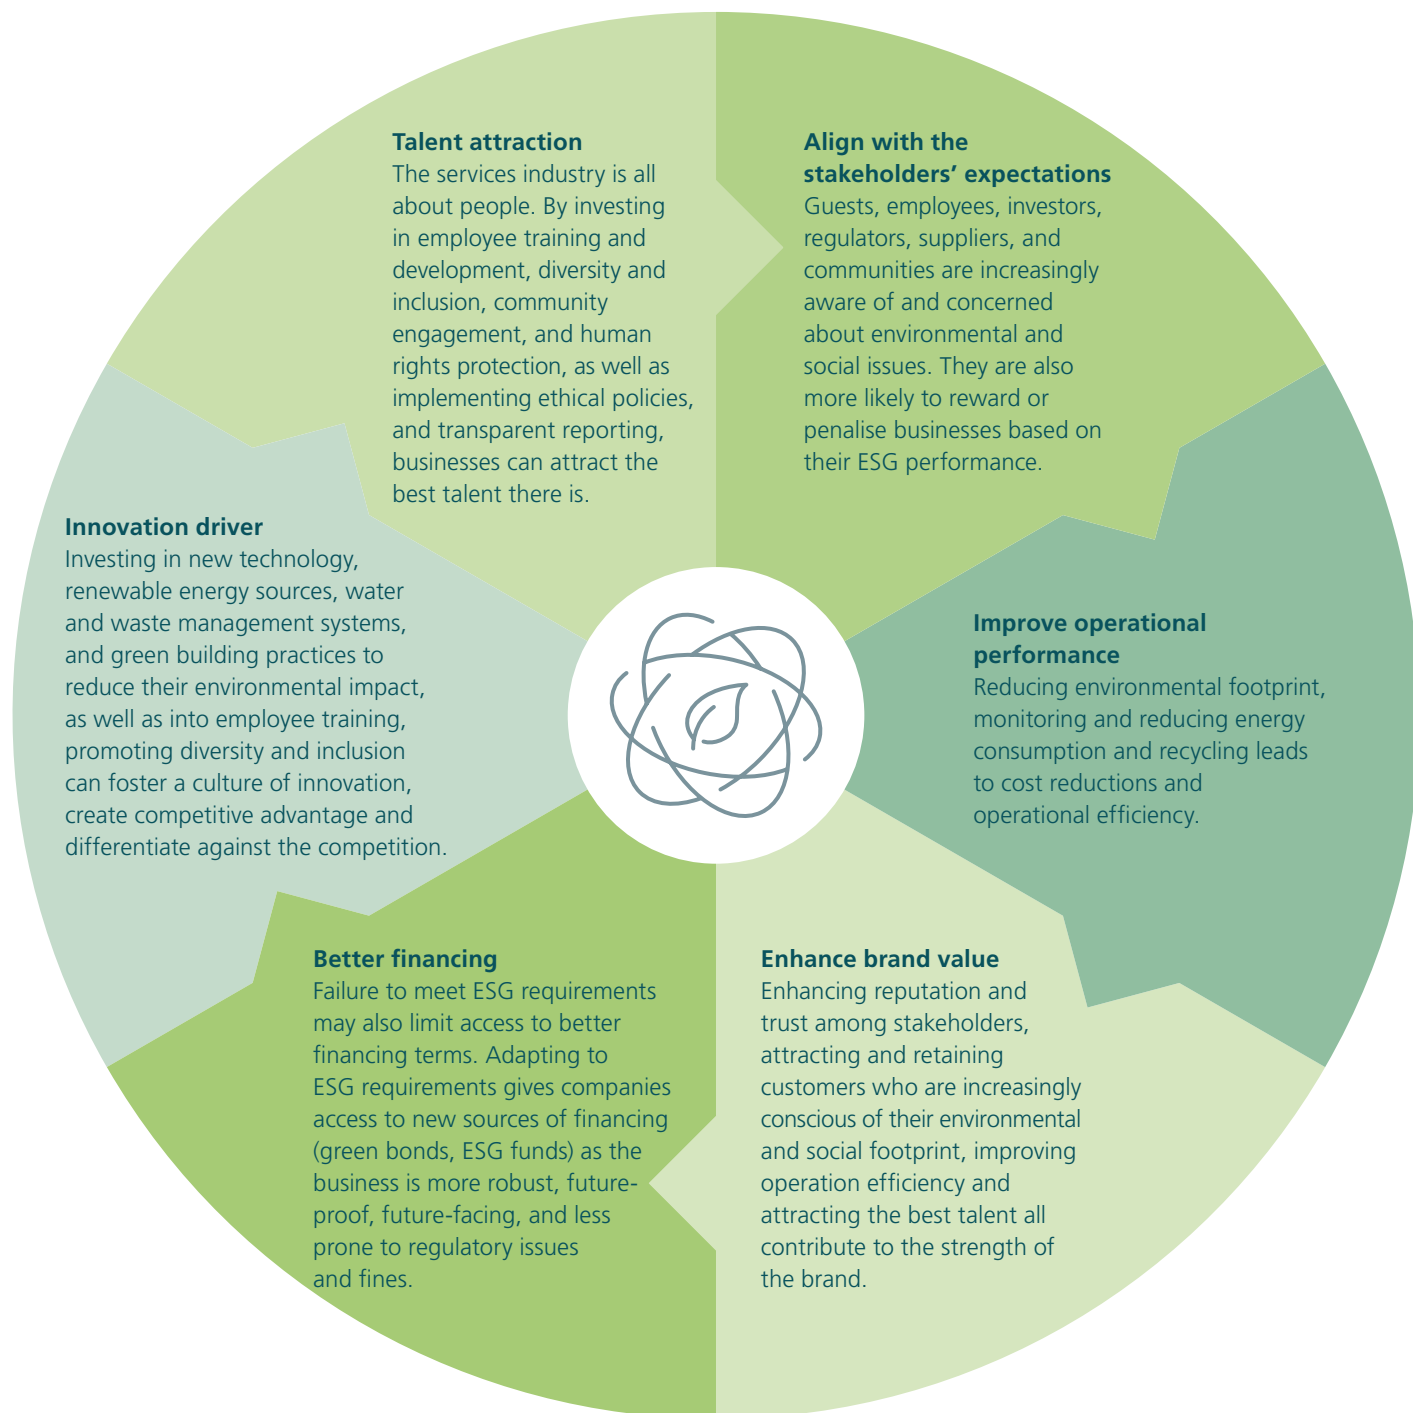 Talent attraction
The services industry is all
about people. By investing
in employee training and
development, diversity and
inclusion, community
engagement, and human
rights protection, as well as
implementing ethical policies,
and transparent reporting,
businesses can attract the
best talent there is.
Align with the
stakeholders’ expectations
Guests, employees, investors,
regulators, suppliers, and
communities are increasingly
aware of and concerned
about environmental and
social issues. They are also
more likely to reward or
penalise businesses based on
their ESG performance.
Innovation driver
Investing in new technology,
renewable energy sources, water
and waste management systems,
and green building practices to
reduce their environmental impact,
as well as into employee training,
promoting diversity and inclusion
can foster a culture of innovation,
create competitive advantage and
differentiate against the competition.
Improve operational
performance
Reducing environmental footprint,
monitoring and reducing energy
consumption and recycling leads
to cost reductions and
operational efficiency.
Better financing
Failure to meet ESG requirements
may also limit access to better
financing terms. Adapting to
ESG requirements gives companies
access to new sources of financing
(green bonds, ESG funds) as the
business is more robust, future-
proof, future-facing, and less
prone to regulatory issues
and fines.
Enhance brand value
Enhancing reputation and
trust among stakeholders,
attracting and retaining
customers who are increasingly
conscious of their environmental
and social footprint, improving
operation efficiency and
attracting the best talent all
contribute to the strength of
the brand.